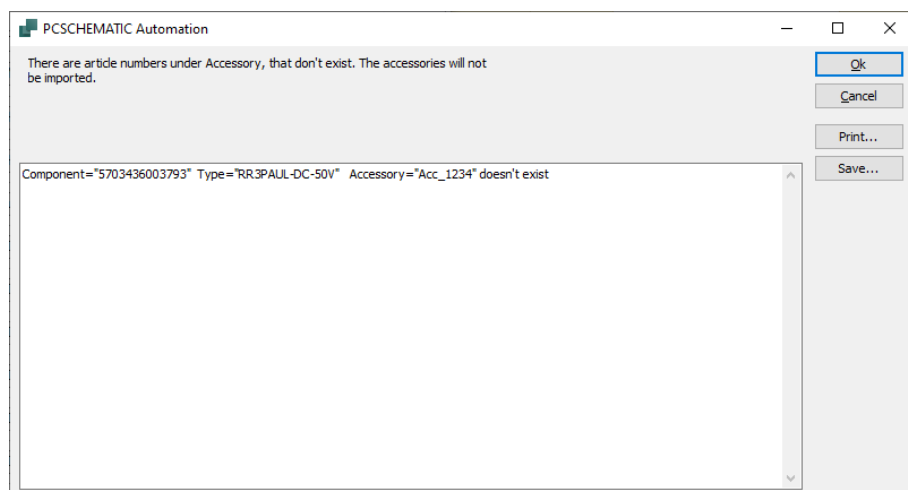 PCSCHEMATIC Automation
There are article numbers under Accessory, that don't exist. The accessories will not
be imported.
Ok
Cancel
Print...
Save...
Component="5703436003793" Type="RR3PAUL-DC-50V" Accessory="Acc_1234" doesn't exist